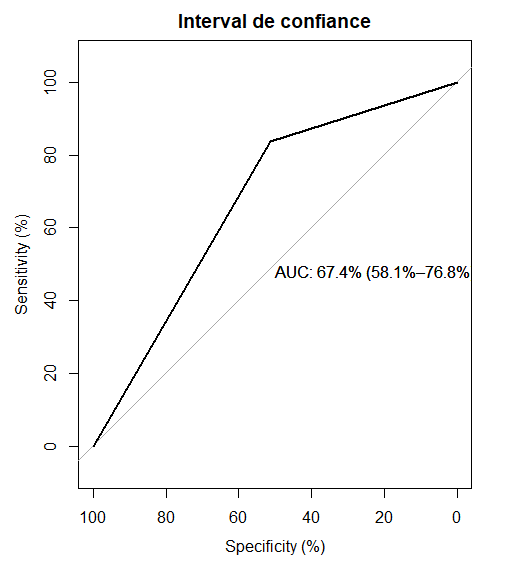 Interval de confiance
100
80
60
40
20
0
Sensitivity (%)
AUC: 67.4% (58.1%–76.8%
100 80 60 40 20 0
Specificity (%)